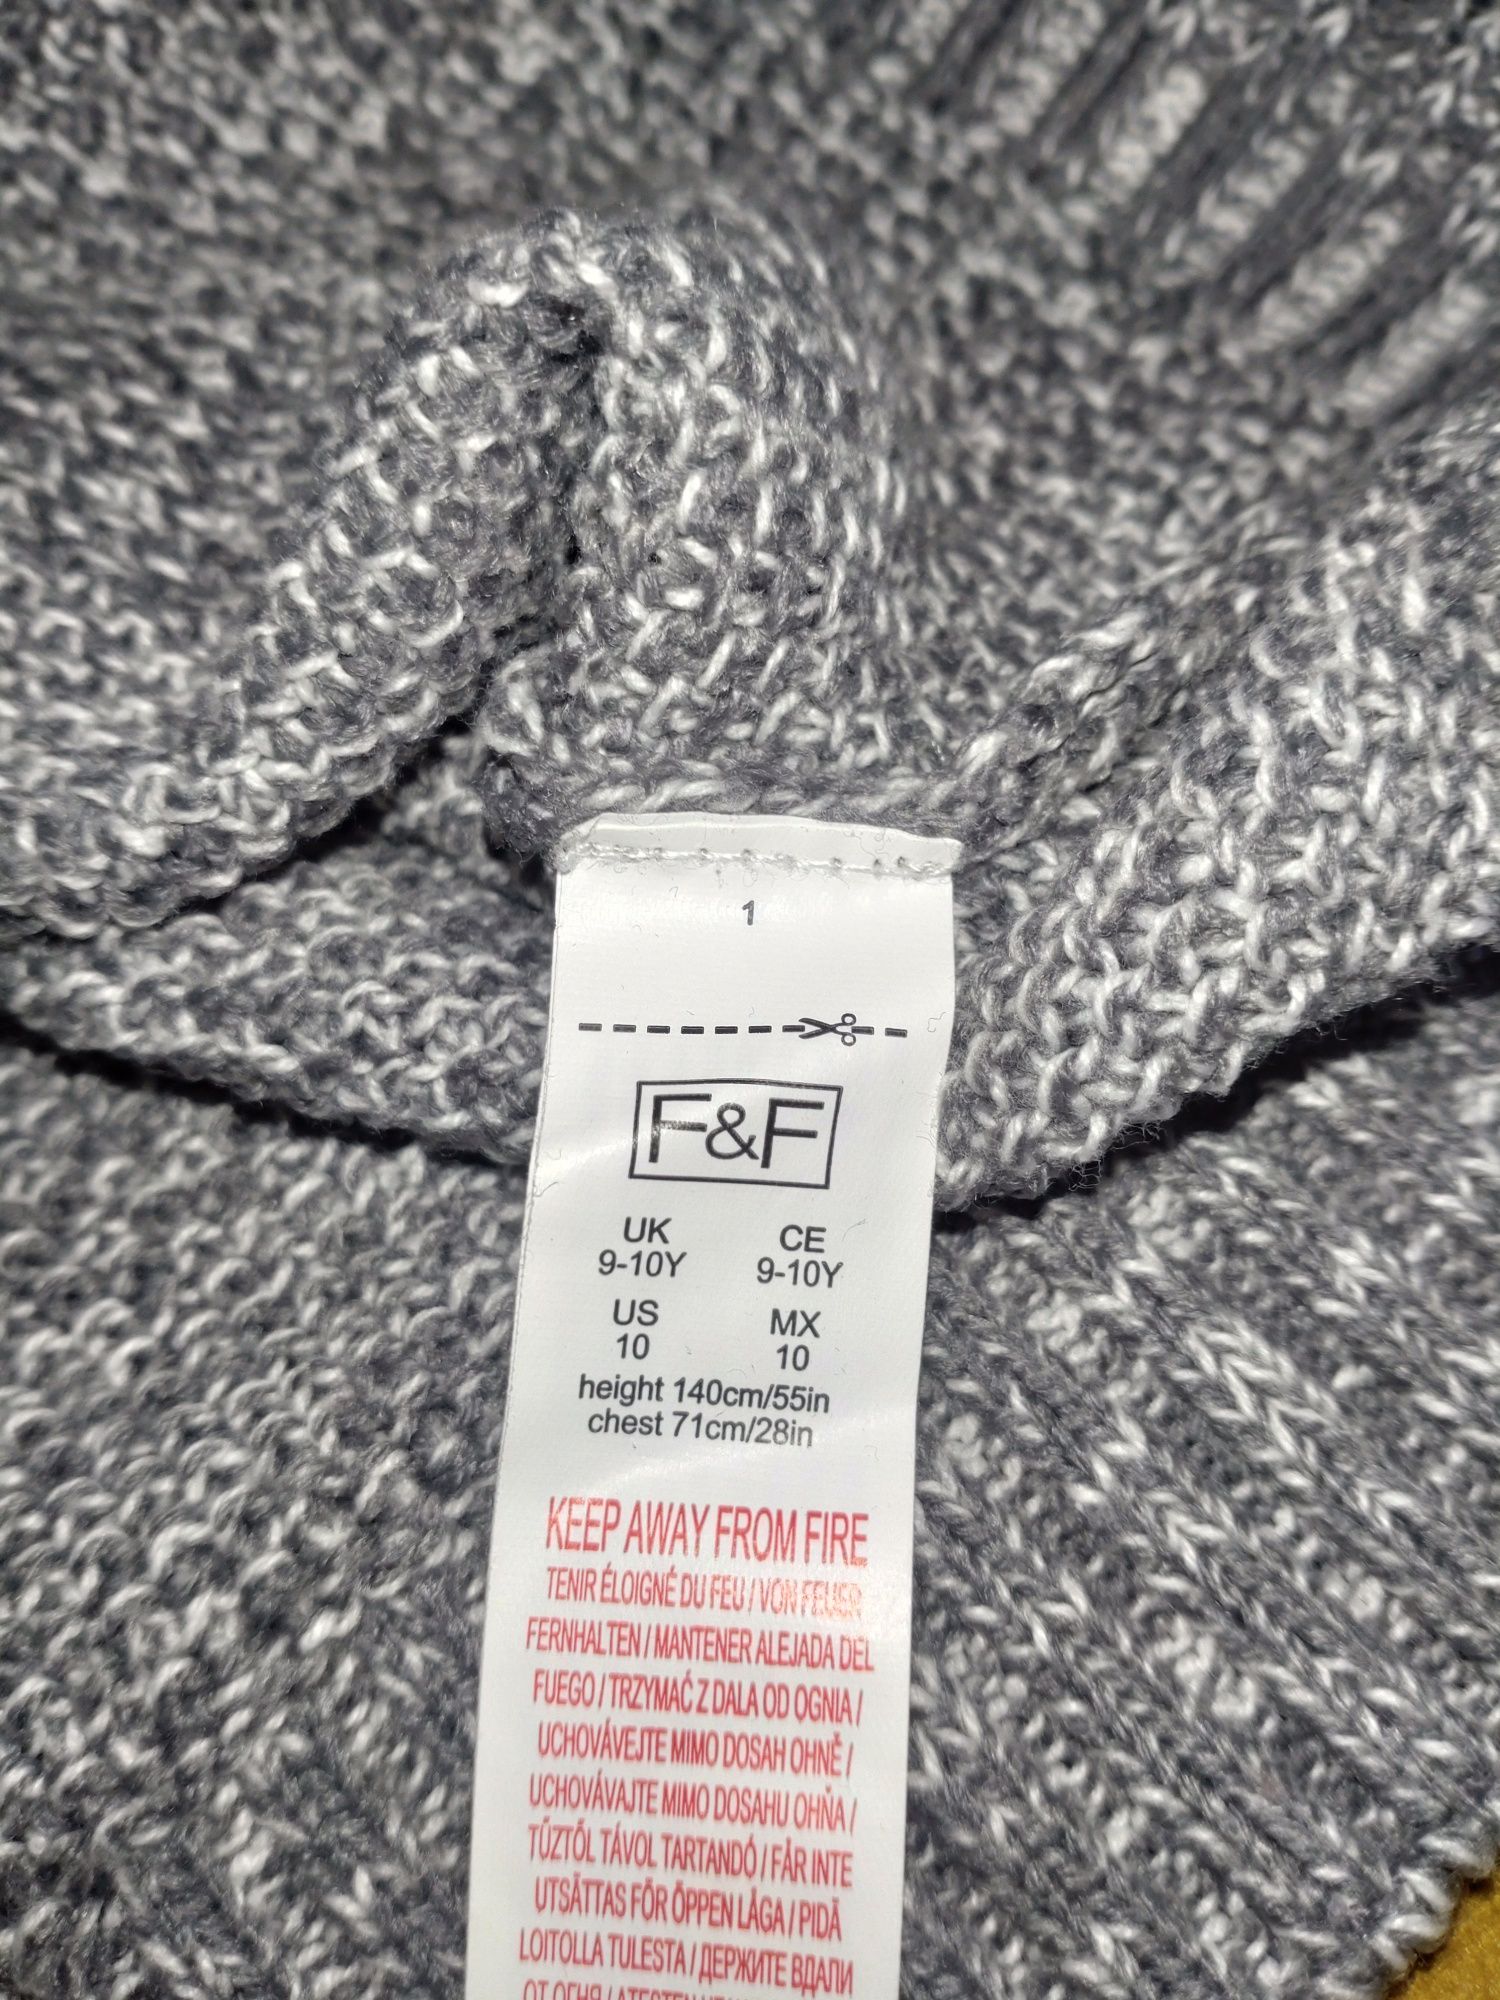 1
F&F
UK CE
9-10Y 9-10Y
US MX
10 10
height 140cm/55in
chest 71cm/28in
KEEP AWAY FROM FIRE
TENIR ÉLOIGNÉ DU FEU / VON FEUER
FERNHALTEN / MANTENER ALEJADA DEL
FUEGO / TRZYMAĆ Z DALA OD OGNIA /
UCHOVÁVEJTE MIMO DOSAH OHNĚ /
UCHOVÁVAJTE MIMO DOSAHU OHŇA /
TŰZTŐL TÁVOL TARTANDÓ / FÅR INTE
UTSÄTTAS FÖR ÖPPEN LÅGA / PIDÄ
LOITOLLA TULESTA / ДЕРЖИТЕ ВДАЛИ
ОТ ОГНЯ /